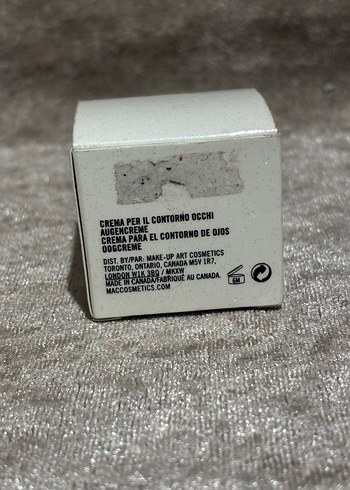 CREMA PER IL CONTORNO OCCHI
AUGENCREME
CREMA PARA EL CONTORNO DE OJOS
OOGCREME
DIST. BY/PAR: MAKE-UP ART COSMETICS
TORONTO, ONTARIO, CANADA M5V 1R7,
LONDON W1K 3BQ / MKXW
MADE IN CANADA/FABRIQUÉ AU CANADA.
MACCOSMETICS.COM
6M